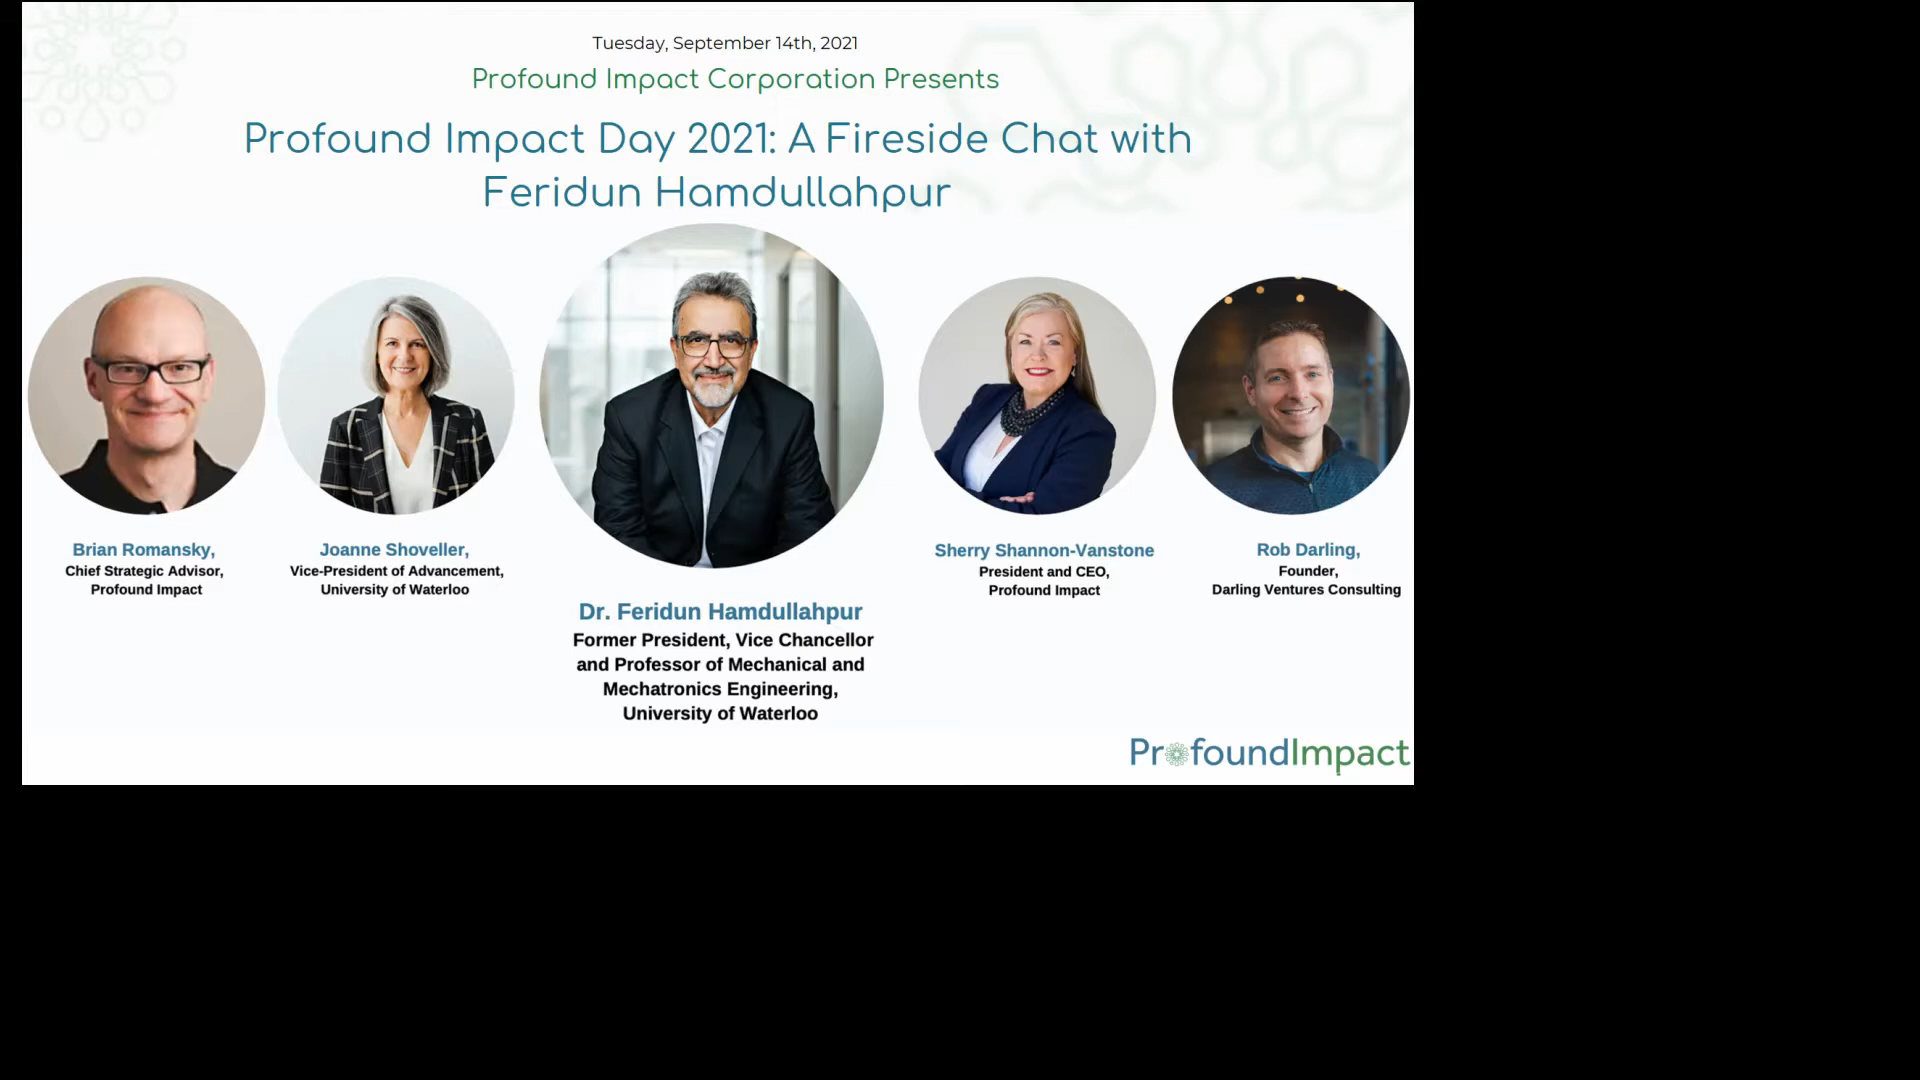 Tuesday, September 14th, 2021
Profound Impact Corporation Presents
Profound Impact Day 2021: A Fireside Chat with
Feridun Hamdullahpur
Brian Romansky,
Chief Strategic Advisor,
Profound Impact
Joanne Shoveller,
Vice-President of Advancement,
University of Waterloo
Dr. Feridun Hamdullahpur
Former President, Vice Chancellor
and Professor of Mechanical and
Mechatronics Engineering,
University of Waterloo
Sherry Shannon-Vanstone
President and CEO,
Profound Impact
Rob Darling,
Founder,
Darling Ventures Consulting
ProfoundImpact